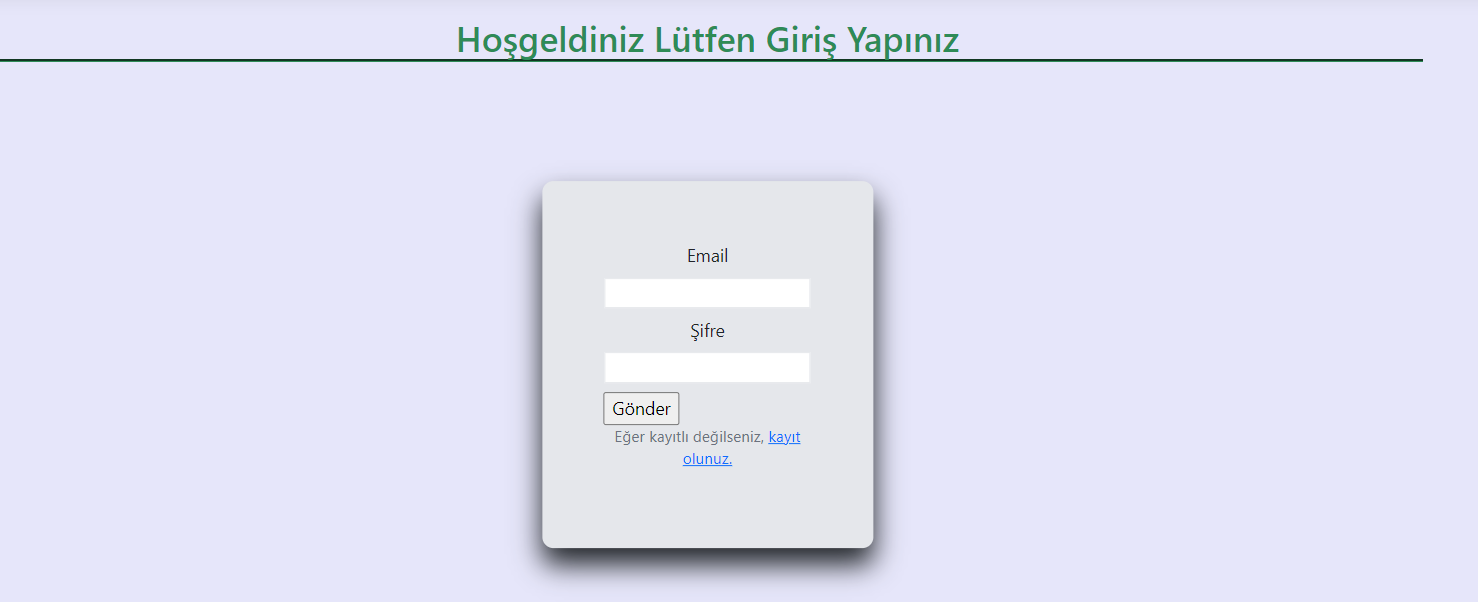 Hoşgeldiniz Lütfen Giriş Yapınız
Email
Şifre
Gönder
Eğer kayıtlı değilseniz, kayıt
olunuz.